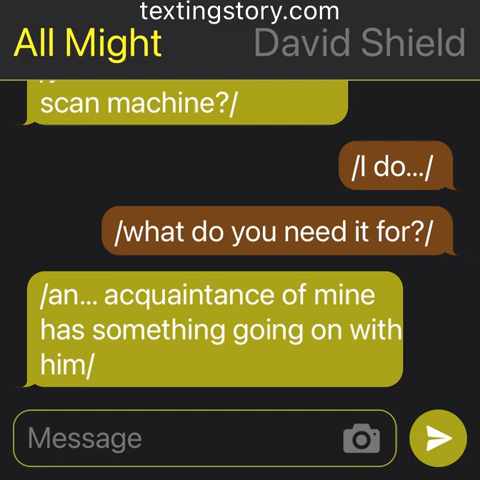 textingstory.com
All Might David Shield
scan machine?/
/I do.../
/what do you need it for?/
/an... acquaintance of mine
has something going on with
him/
Message